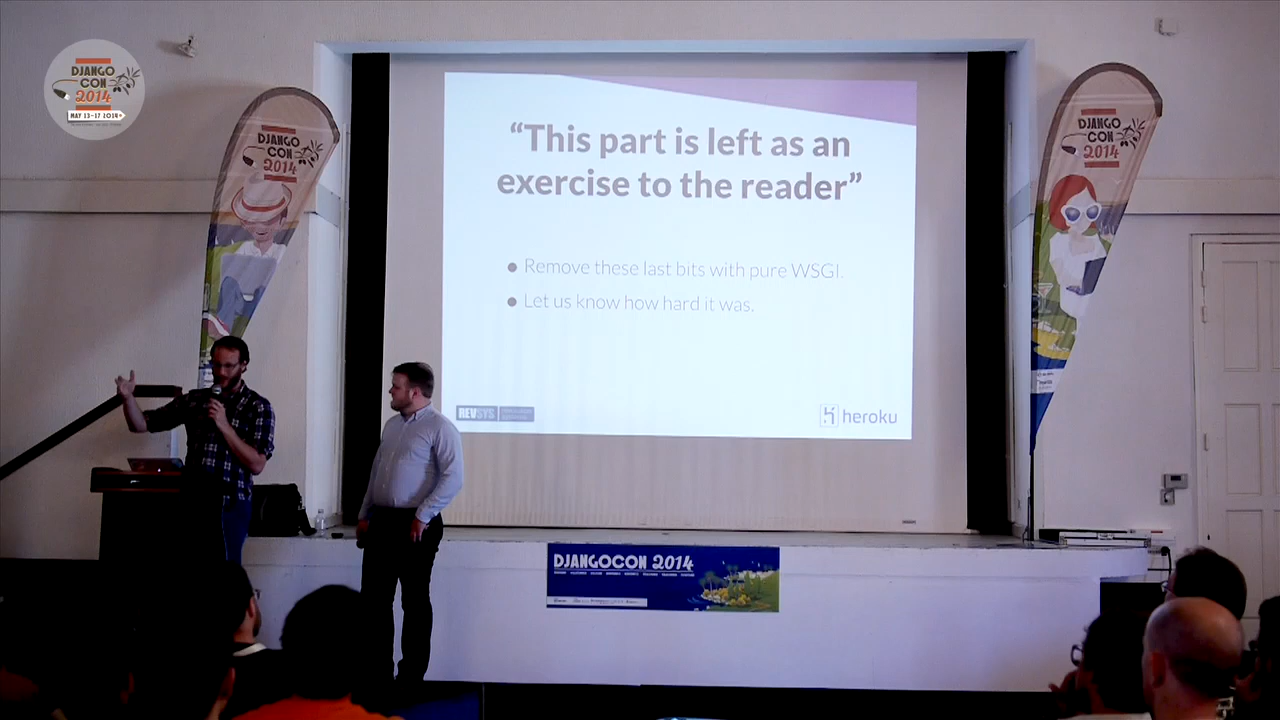 DJANGO
CON
2014
MAY 13-17 2014
DJANGO
CON
2014
DJANGO
CON
2014
“This part is left as an
exercise to the reader”
● Remove these last bits with pure WSGI.
● Let us know how hard it was.
REVSYS
heroku
DJANGOCON 2014